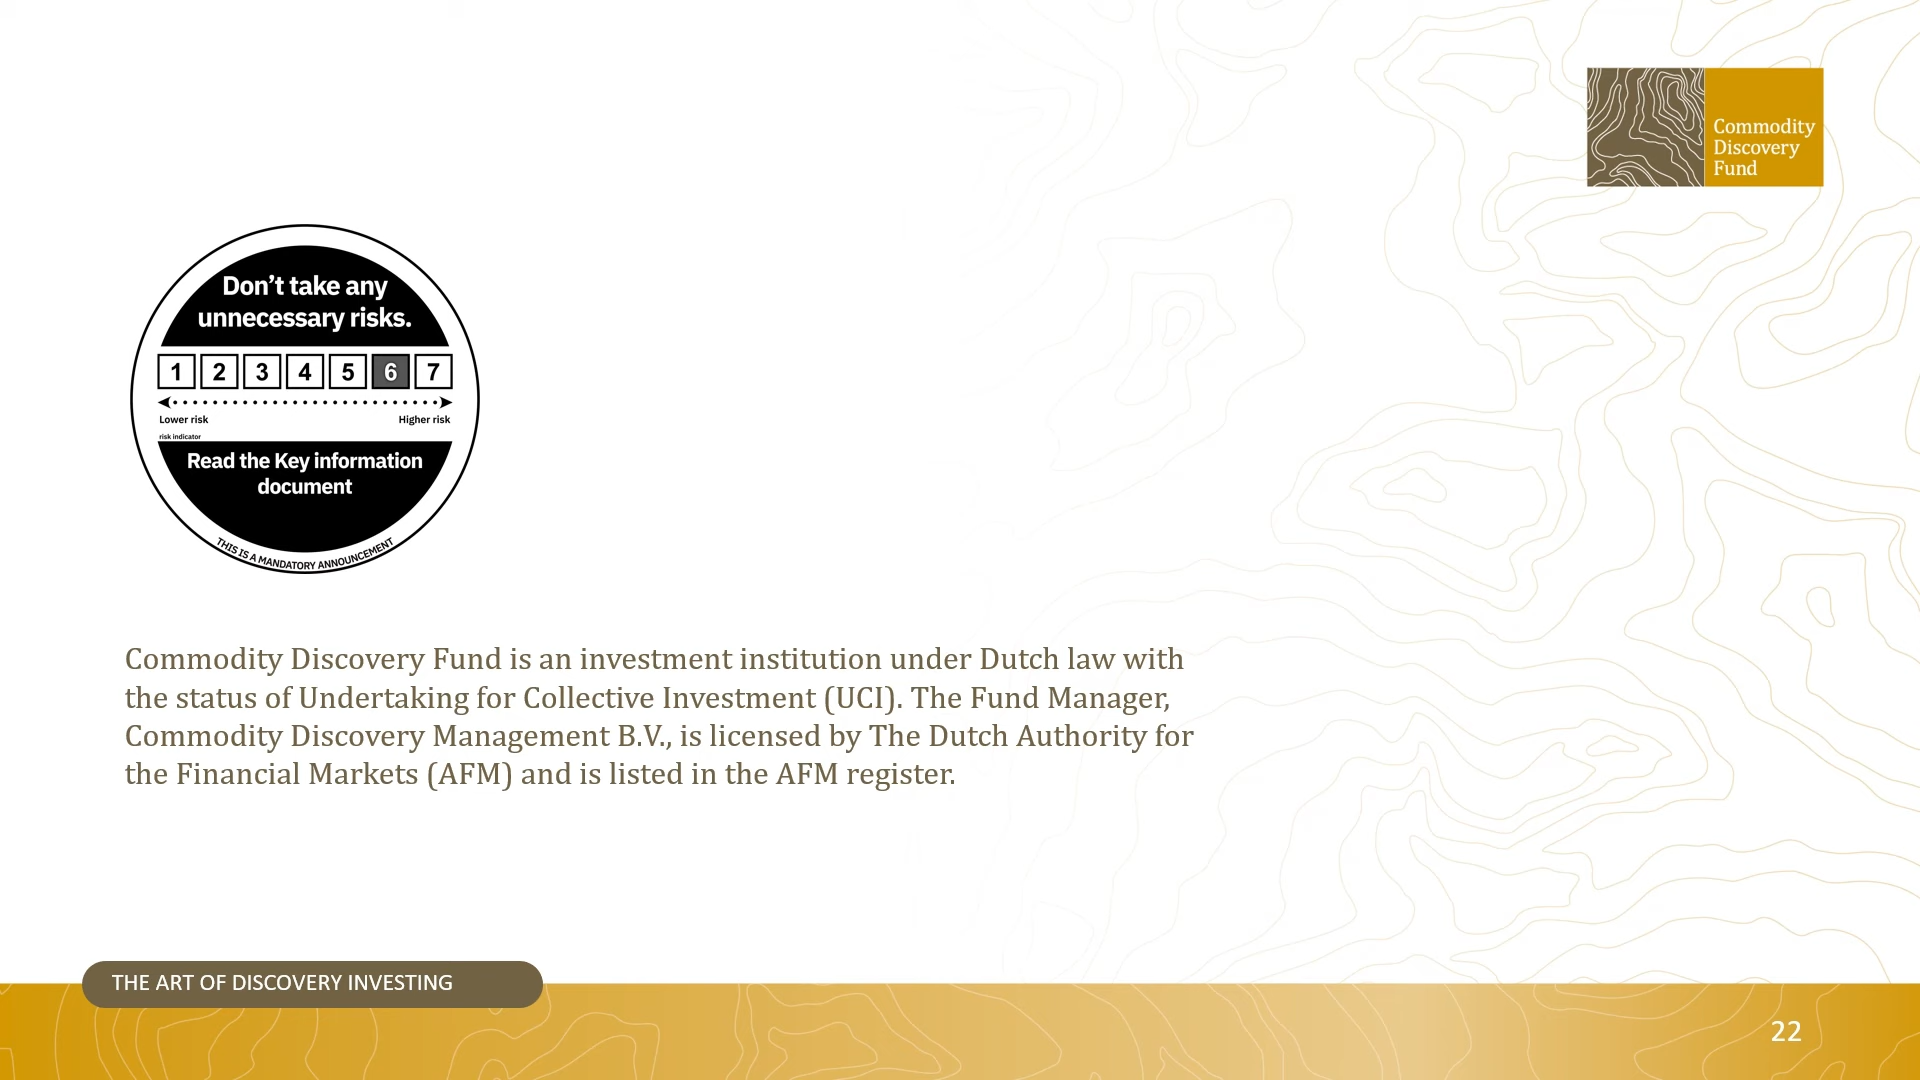 Commodity
Discovery
Fund
Don't take any
unnecessary risks.
1 2 3 4 5 6 7
Lower risk Higher risk
risk indicator
Read the Key information
document
THIS IS A MANDATORY ANNOUNCEMENT
Commodity Discovery Fund is an investment institution under Dutch law with
the status of Undertaking for Collective Investment (UCI). The Fund Manager,
Commodity Discovery Management B.V., is licensed by The Dutch Authority for
the Financial Markets (AFM) and is listed in the AFM register.
THE ART OF DISCOVERY INVESTING
22